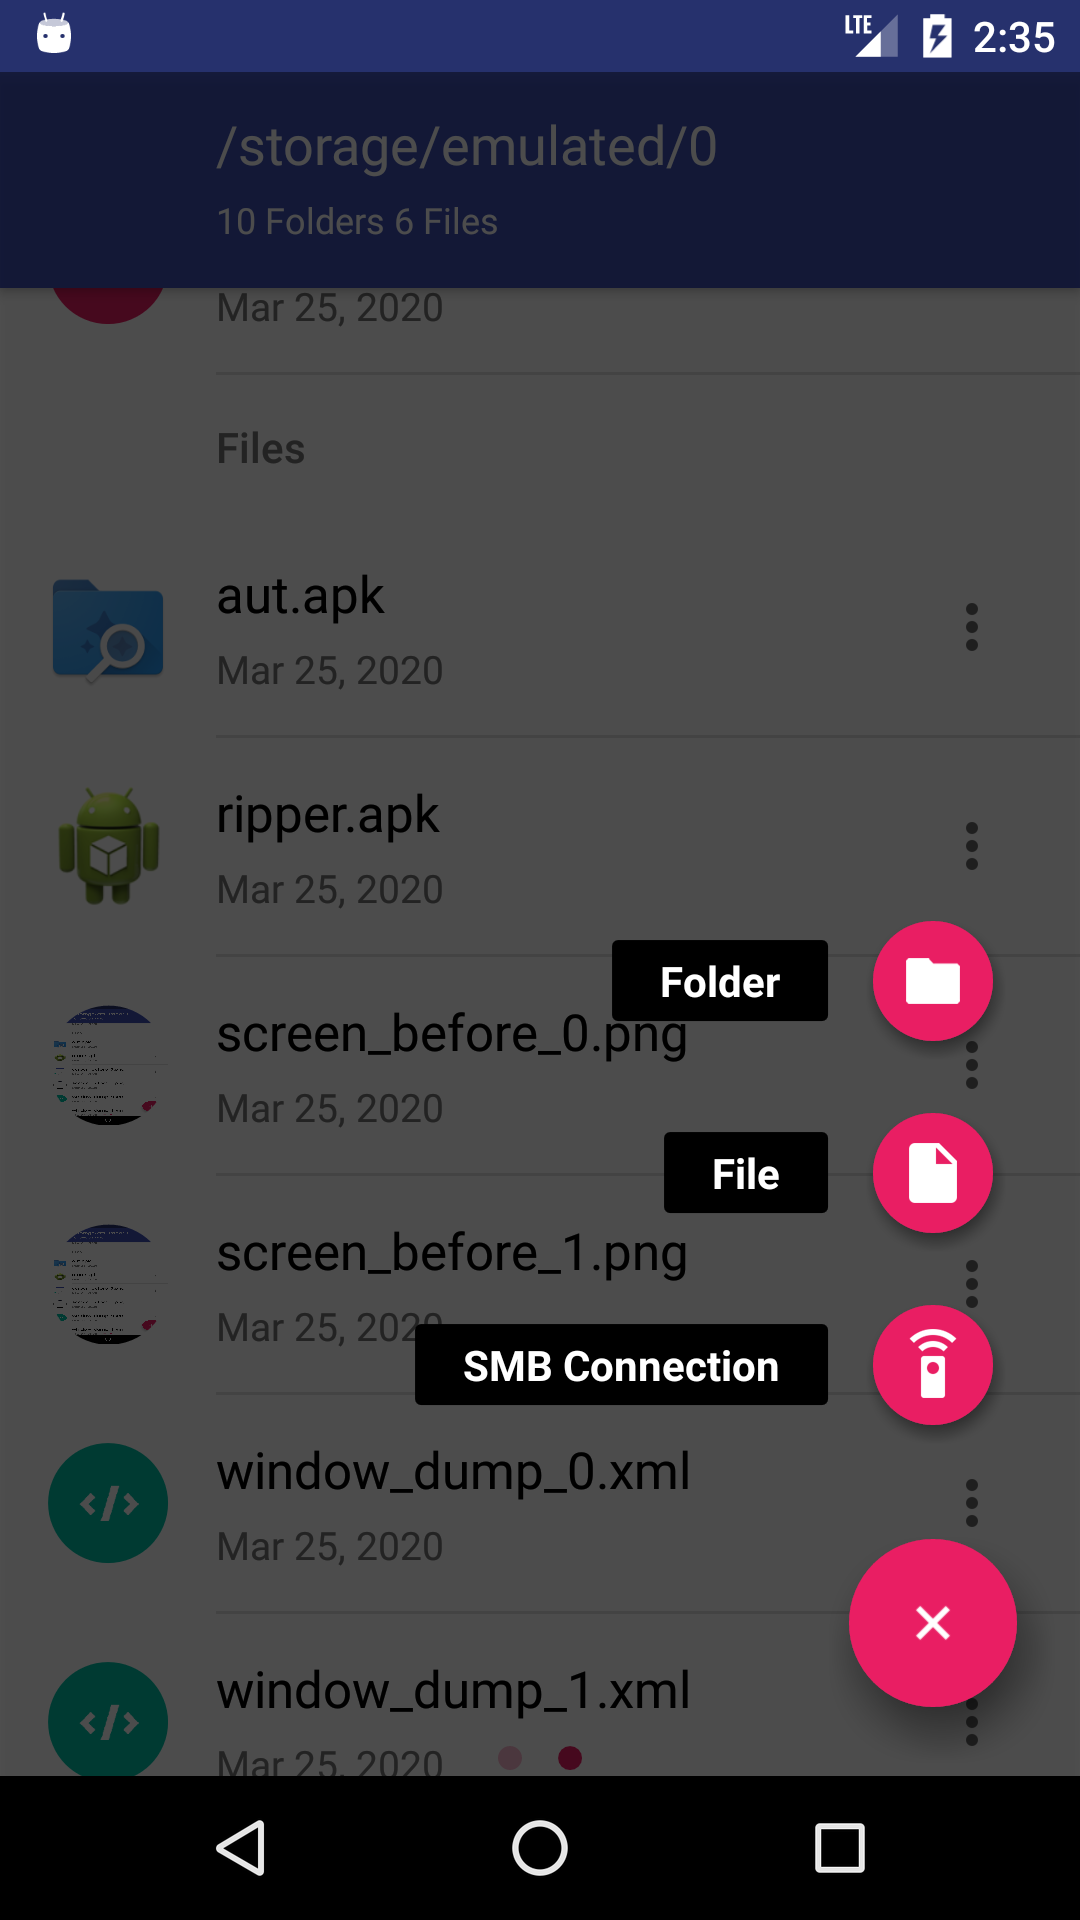 LTE 2:35
/storage/emulated/0
10 Folders 6 Files
Mar 25, 2020
Files
aut.apk
Mar 25, 2020
ripper.apk
Mar 25, 2020
Folder
screen_before_0.png
Mar 25, 2020
File
screen_before_1.png
Mar 25, 202
SMB Connection
window_dump_0.xml
Mar 25, 2020
window_dump_1.xml
Mar 25, 2020